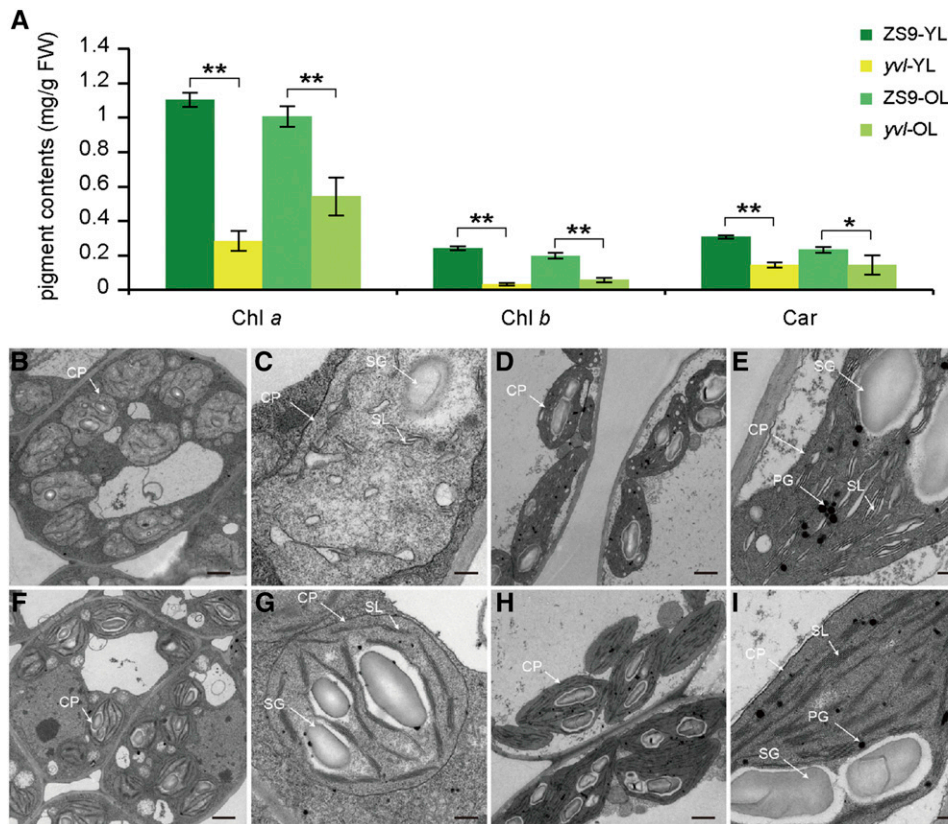 A
pigment contents (mg/g FW)
1.4
1.2
1
0.8
0.6
0.4
0.2
0
**
**
**
**
**
*
Chl a
Chl b
Car
ZS9-YL
yvl-YL
ZS9-OL
yvl-OL
B
CP
C
SG
CP
SL
D
CP
E
SG
CP
PG
SL
F
CP
G
CP
SL
SG
H
CP
I
SL
CP
PG
SG